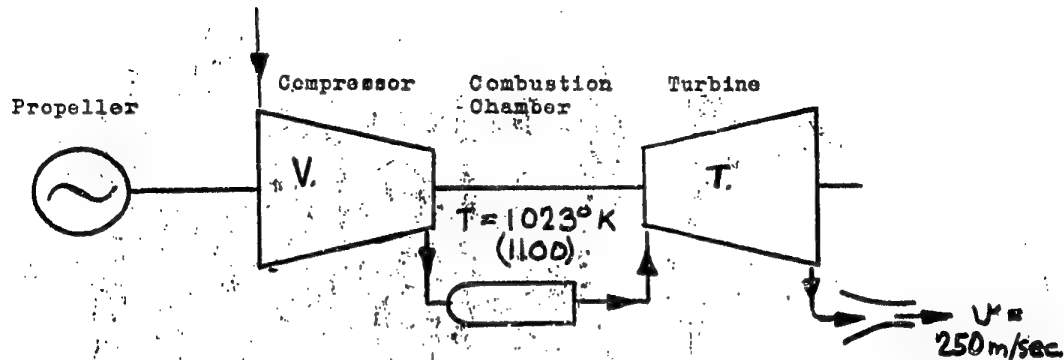 Compressor
Combustion
Chamber
Turbine
Propeller
V.
T.
T = 1023° K
(1100)
V =
250 m/sec